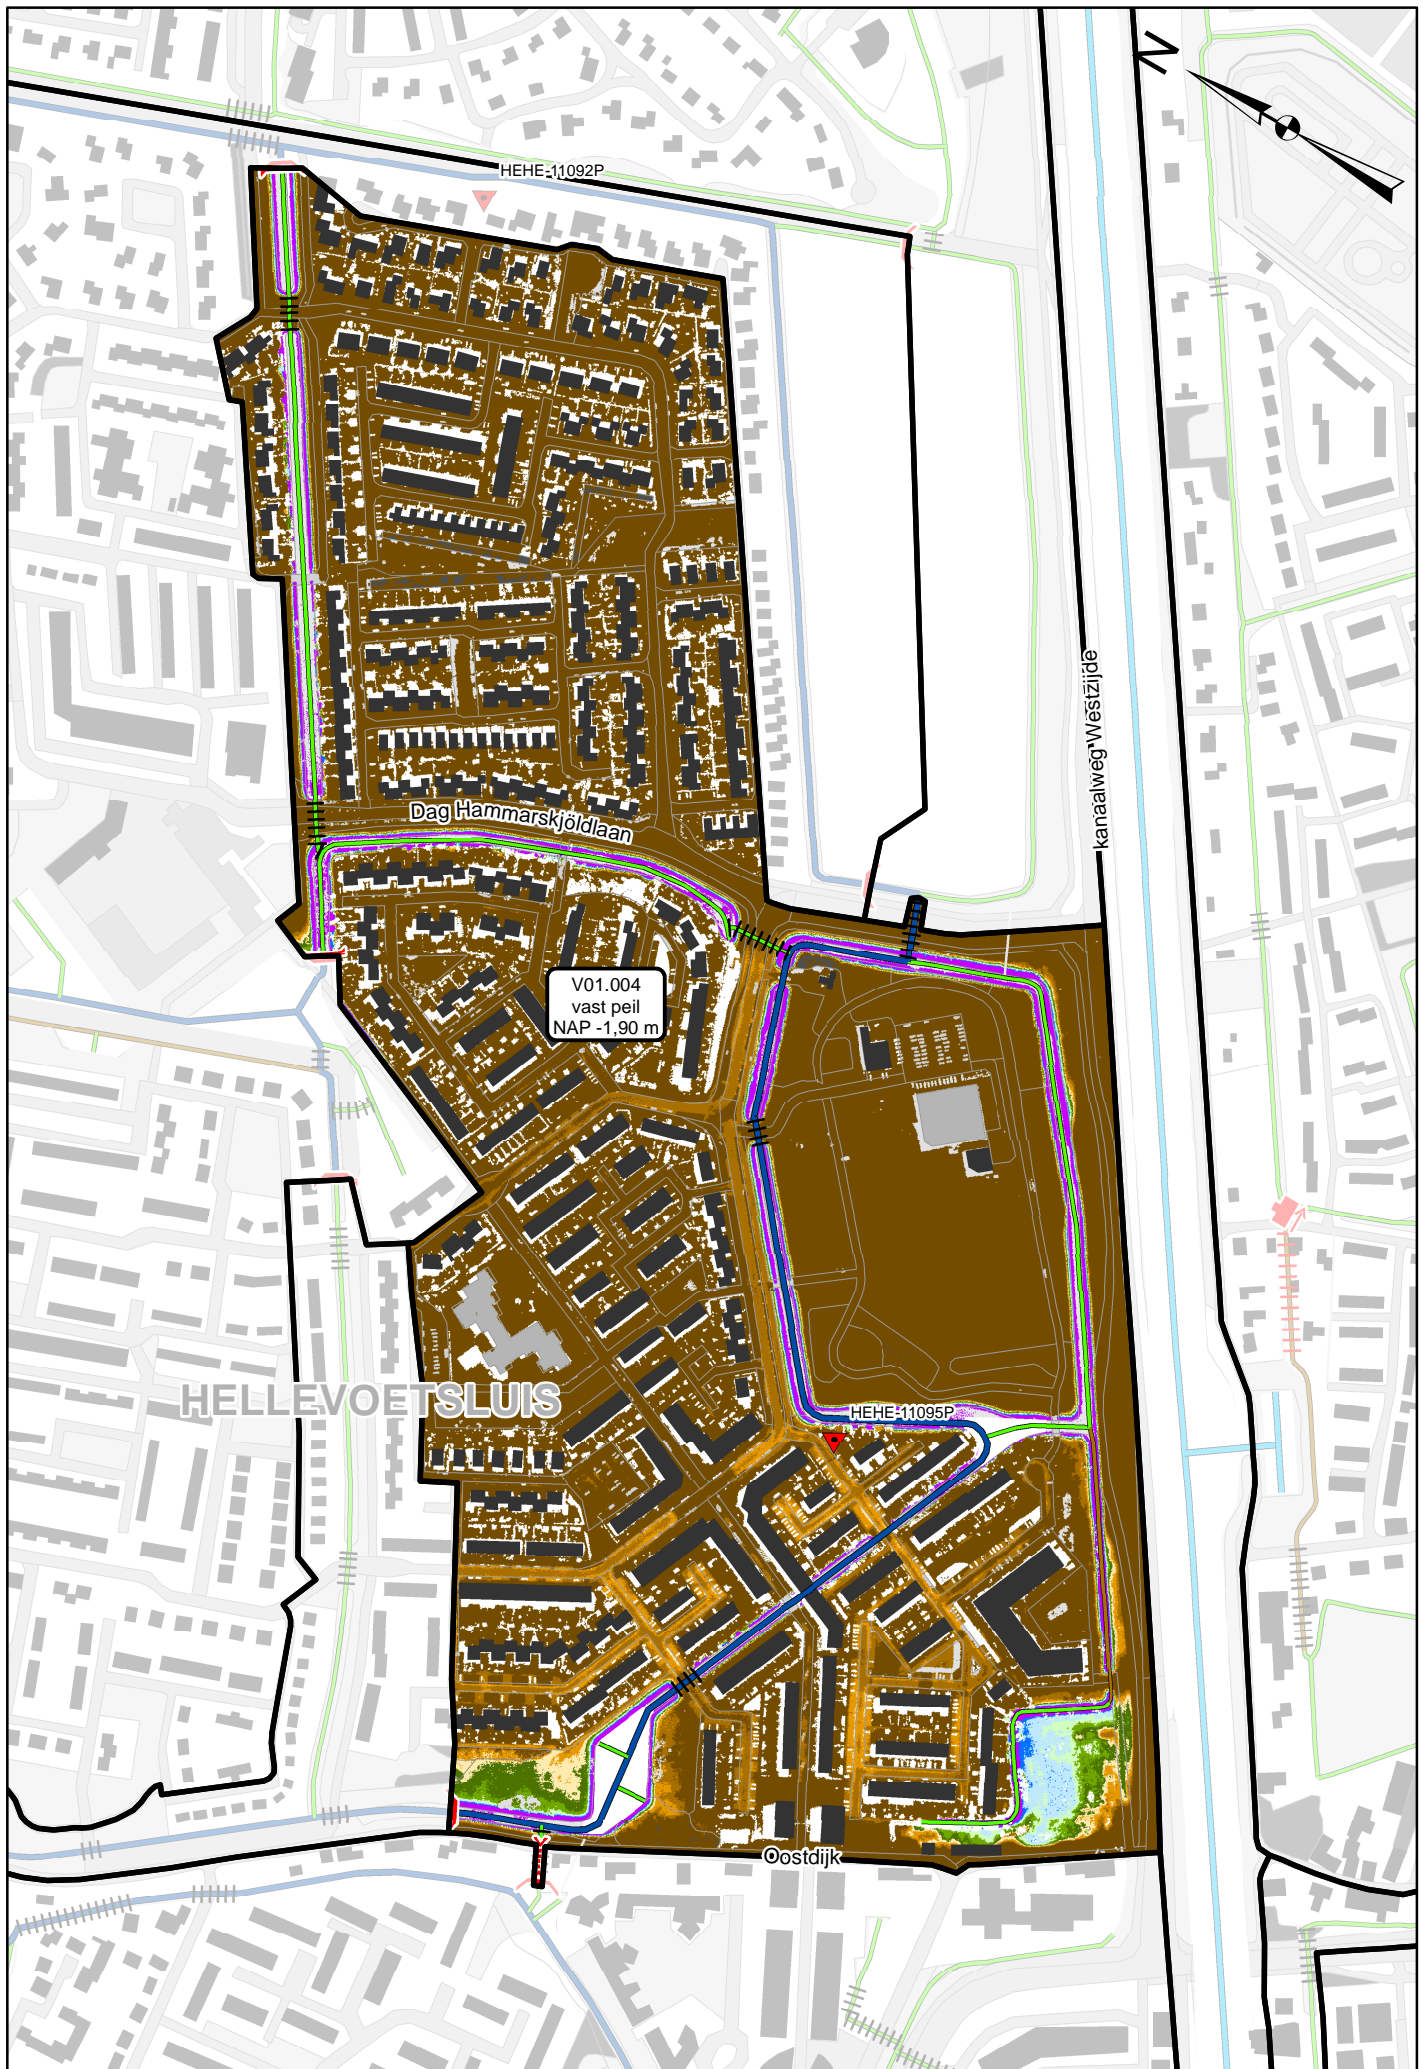 N
HEHE-11092P
kanaalweg Westzijde
Dag Hammarskjöldlaan
V01.004
vast peil
NAP -1,90 m
HELLEVOETSLUIS
HEHE-11095P
Oostdijk